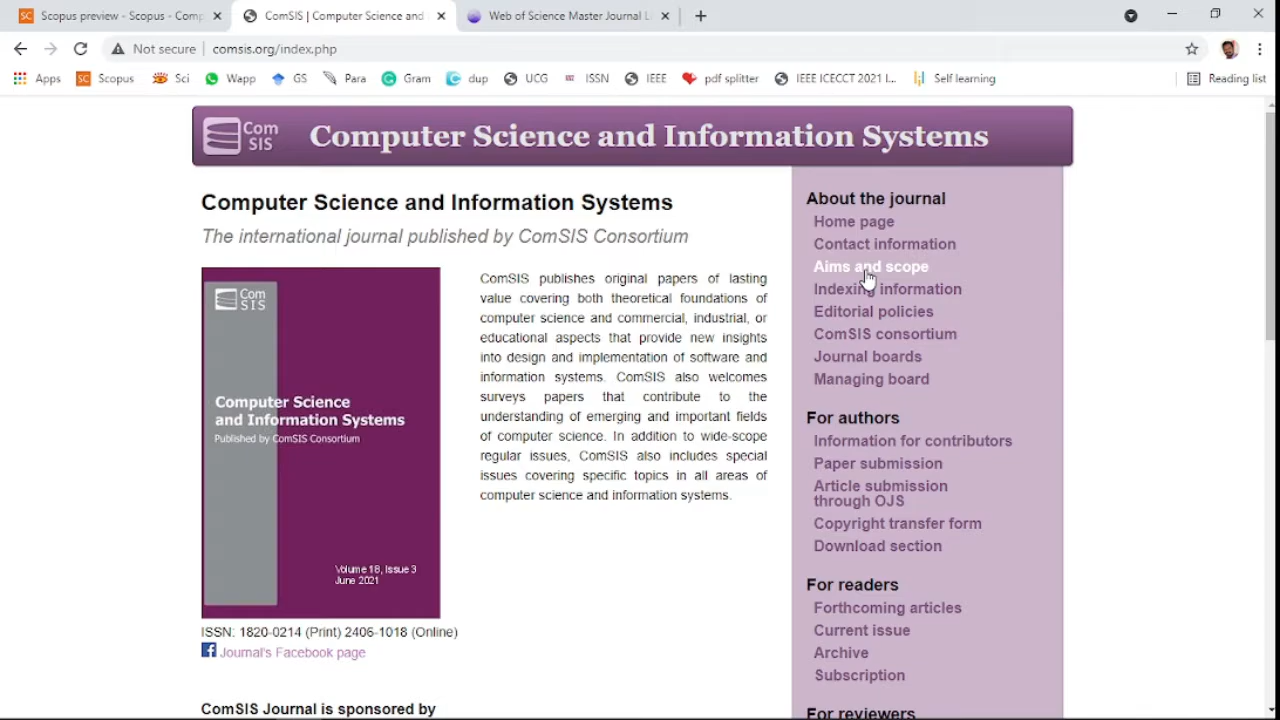 Scopus preview - Scopus - Comp
ComSIS | Computer Science and
Web of Science Master Journal L
Not secure
comsis.org/index.php
Apps
SC Scopus
Sci
Wapp
GS
Para
Gram
dup
UCG
ISSN
IEEE
pdf splitter
IEEE ICECCT 2021 I...
Self learning
Reading list
Com
SIS
Computer Science and Information Systems
Computer Science and Information Systems
The international journal published by ComSIS Consortium
Com
SIS
Computer Science
and Information Systems
Published by ComSIS Consortium
Volume 18, Issue 3
June 2021
ISSN: 1820-0214 (Print) 2406-1018 (Online)
Journal's Facebook page
ComSIS Journal is sponsored by
ComSIS publishes original papers of lasting
value covering both theoretical foundations of
computer science and commercial, industrial, or
educational aspects that provide new insights
into design and implementation of software and
information systems. ComSIS also welcomes
surveys papers that contribute to the
understanding of emerging and important fields
of computer science. In addition to wide-scope
regular issues, ComSIS also includes special
issues covering specific topics in all areas of
computer science and information systems.
About the journal
Home page
Contact information
Aims and scope
Indexing information
Editorial policies
ComSIS consortium
Journal boards
Managing board
For authors
Information for contributors
Paper submission
Article submission
through OJS
Copyright transfer form
Download section
For readers
Forthcoming articles
Current issue
Archive
Subscription
For reviewers